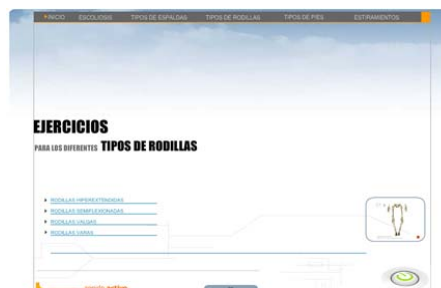 INICIO ESCOLIOSIS TIPOS DE ESPALDAS TIPOS DE RODILLAS TIPOS DE PIES ESTIRAMIENTOS
EJERCICIOS
PARA LOS DIFERENTES TIPOS DE RODILLAS
RODILLAS HIPEREXTENDIDAS
RODILLAS SEMIFLEXIONADAS
RODILLAS VALGAS
RODILLAS VARAS